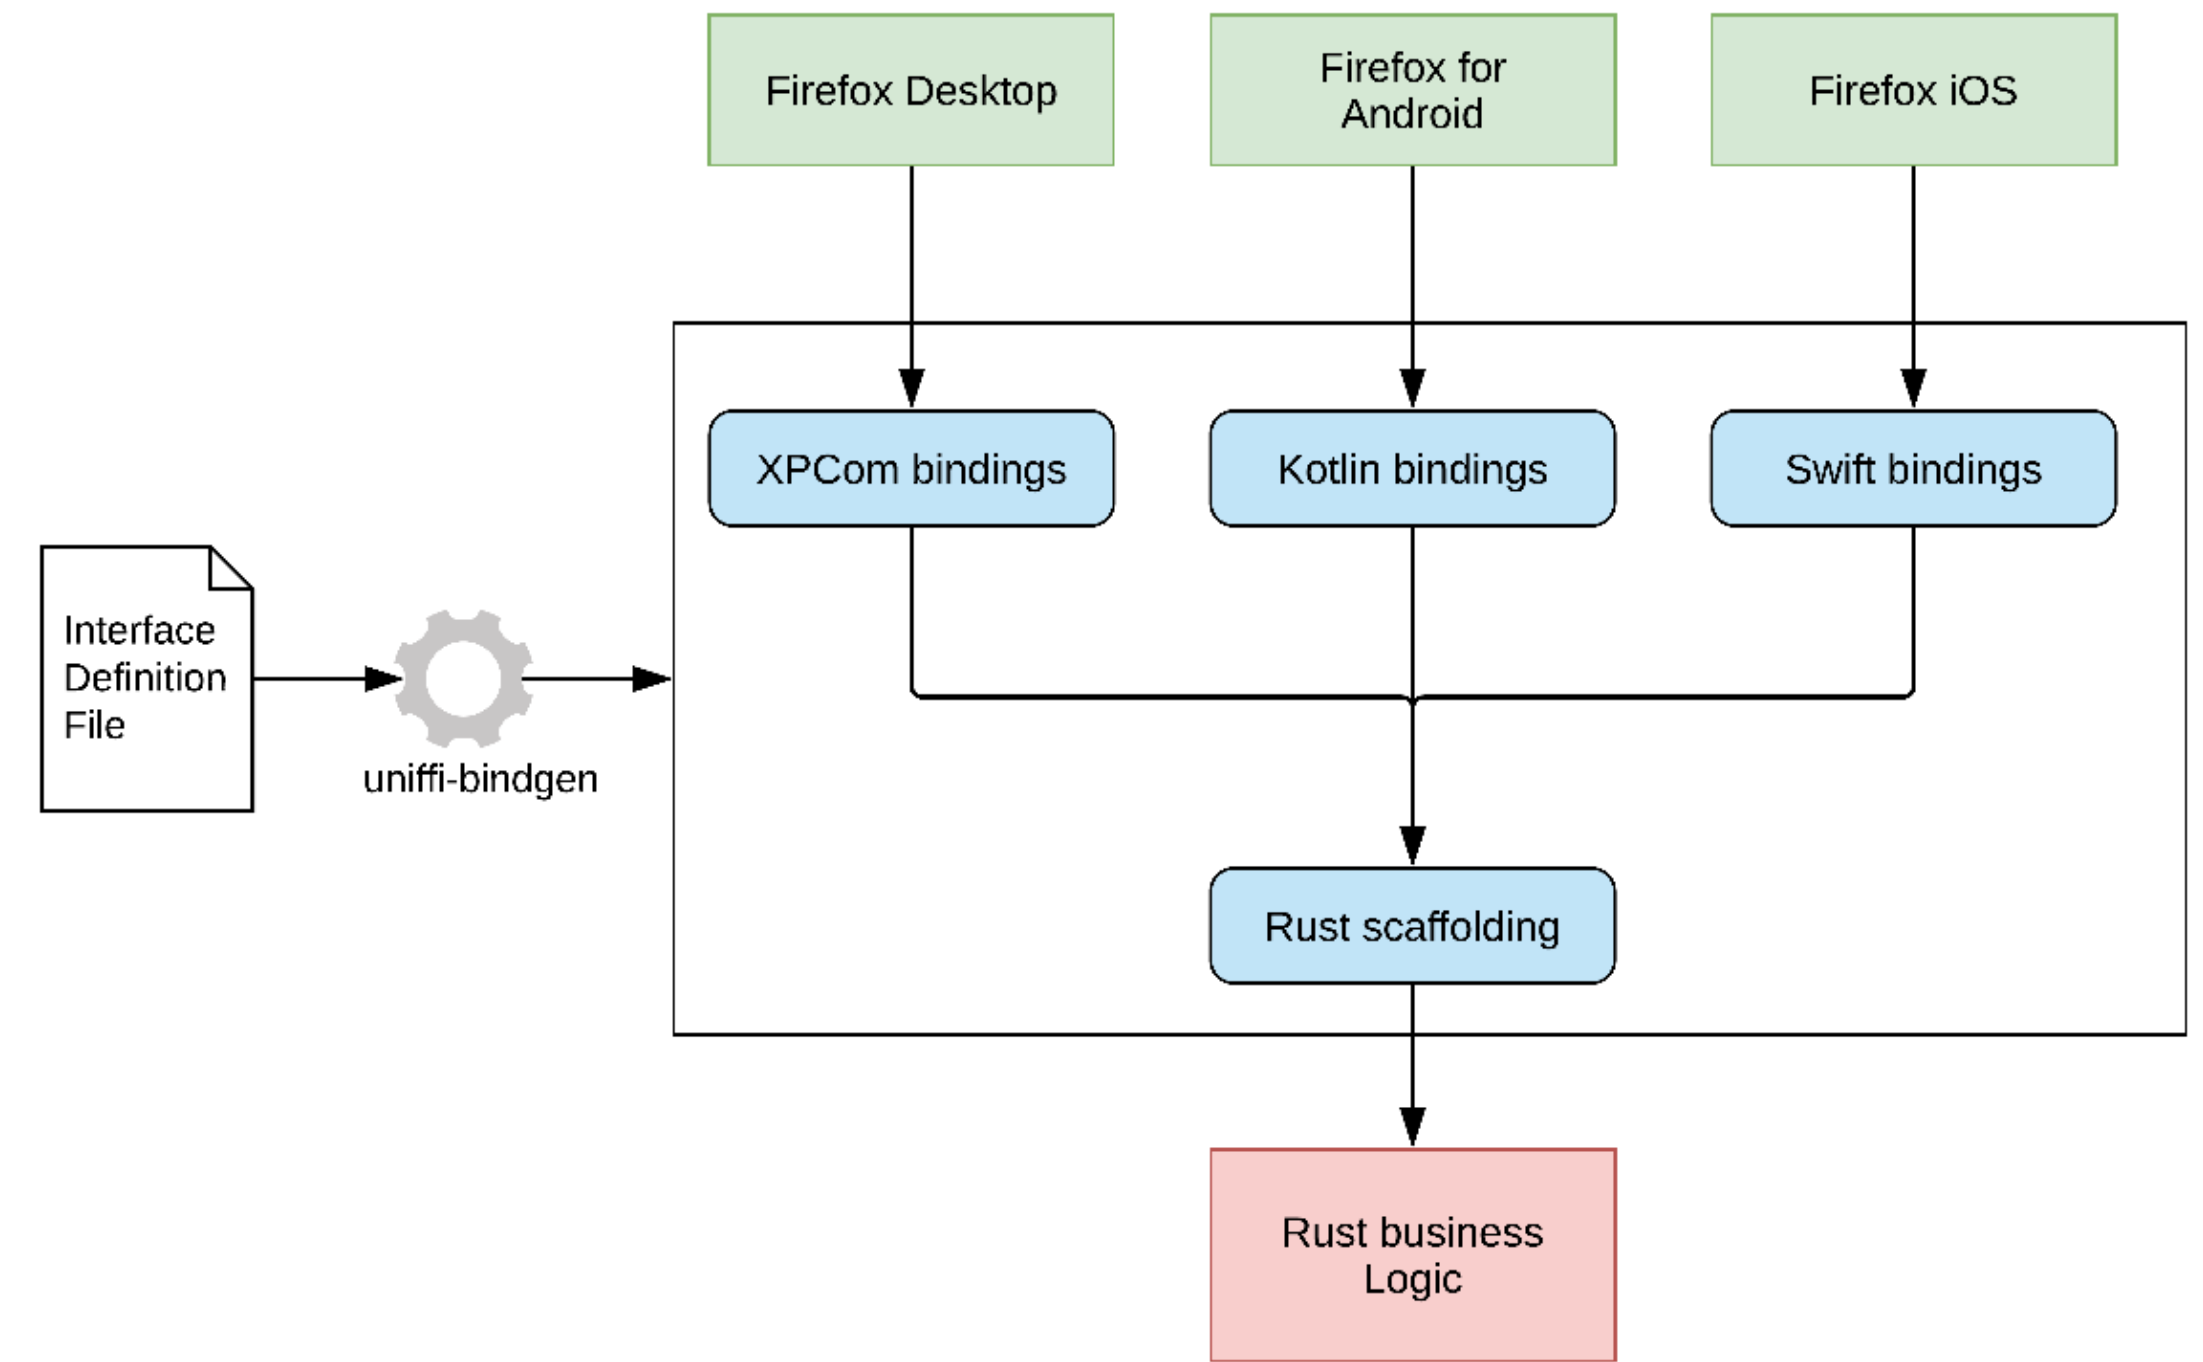 Firefox Desktop
Firefox for
Android
Firefox iOS
XPCom bindings
Kotlin bindings
Swift bindings
Interface
Definition
File
uniffi-bindgen
Rust scaffolding
Rust business
Logic